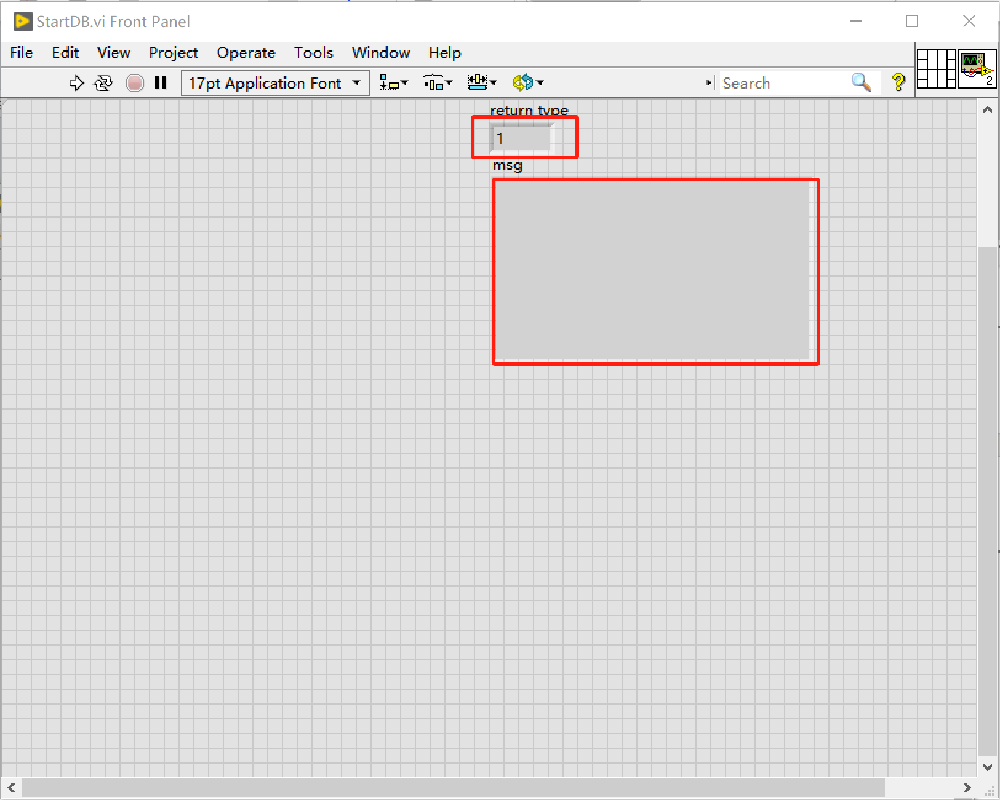 StartDB.vi Front Panel
File Edit View Project Operate Tools Window Help
17pt Application Font Search 2
return type
1
msg